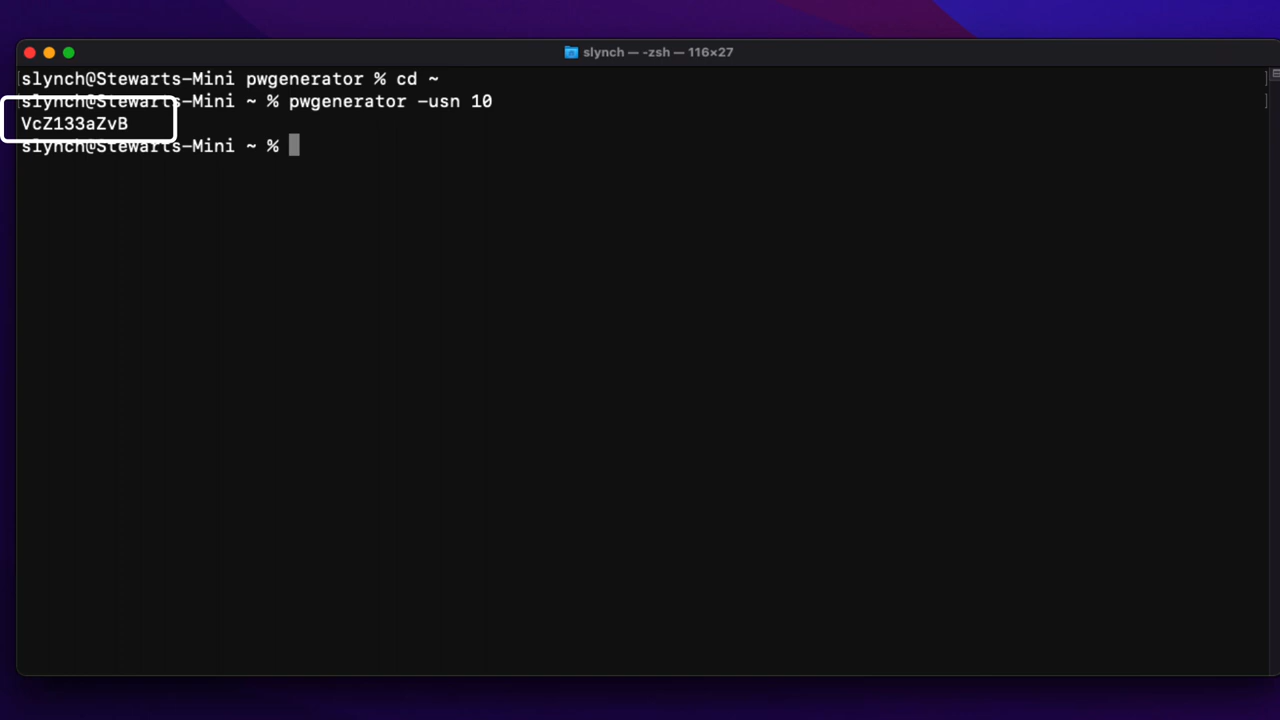 slynch — -zsh — 116×27
[slynch@Stewarts-Mini pwgenerator % cd ~ ]
[slynch@Stewarts-Mini ~ % pwgenerator -usn 10 ]
VcZ133aZvB
slynch@Stewarts-Mini ~ %